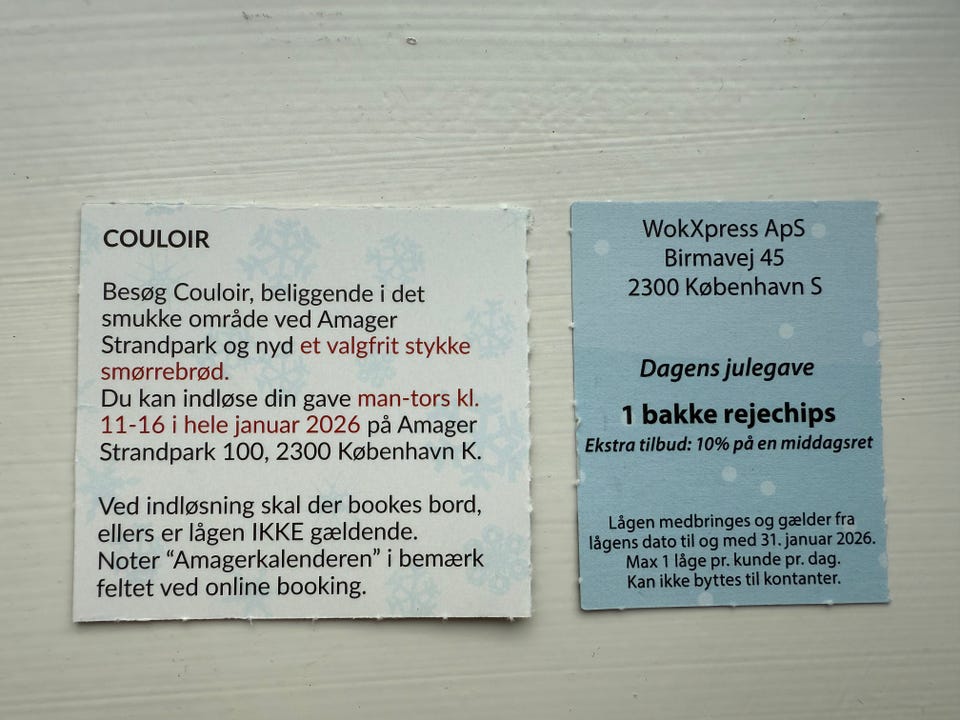 COULOIR
Besøg Couloir, beliggende i det
smukke område ved Amager
Strandpark og nyd et valgfrit stykke
smørrebrød.
Du kan indløse din gave man-tors kl.
11-16 i hele januar 2026 på Amager
Strandpark 100, 2300 København K.
Ved indløsning skal der bookes bord,
ellers er lågen IKKE gældende.
Noter “Amagerkalenderen” i bemærk
feltet ved online booking.
WokXpress ApS
Birmavej 45
2300 København S
Dagens julegave
1 bakke rejechips
Ekstra tilbud: 10% på en middagsret
Lågen medbringes og gælder fra
lågens dato til og med 31. januar 2026.
Max 1 låge pr. kunde pr. dag.
Kan ikke byttes til kontanter.